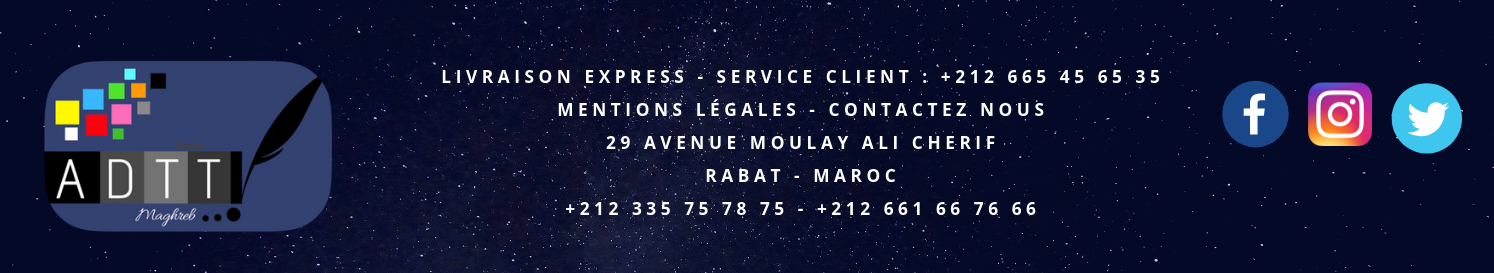 ADTT
Maghreb
LIVRAISON EXPRESS - SERVICE CLIENT : +212 665 45 65 35
MENTIONS LÉGALES - CONTACTEZ NOUS
29 AVENUE MOULAY ALI CHERIF
RABAT - MAROC
+212 335 75 78 75 - +212 661 66 76 66